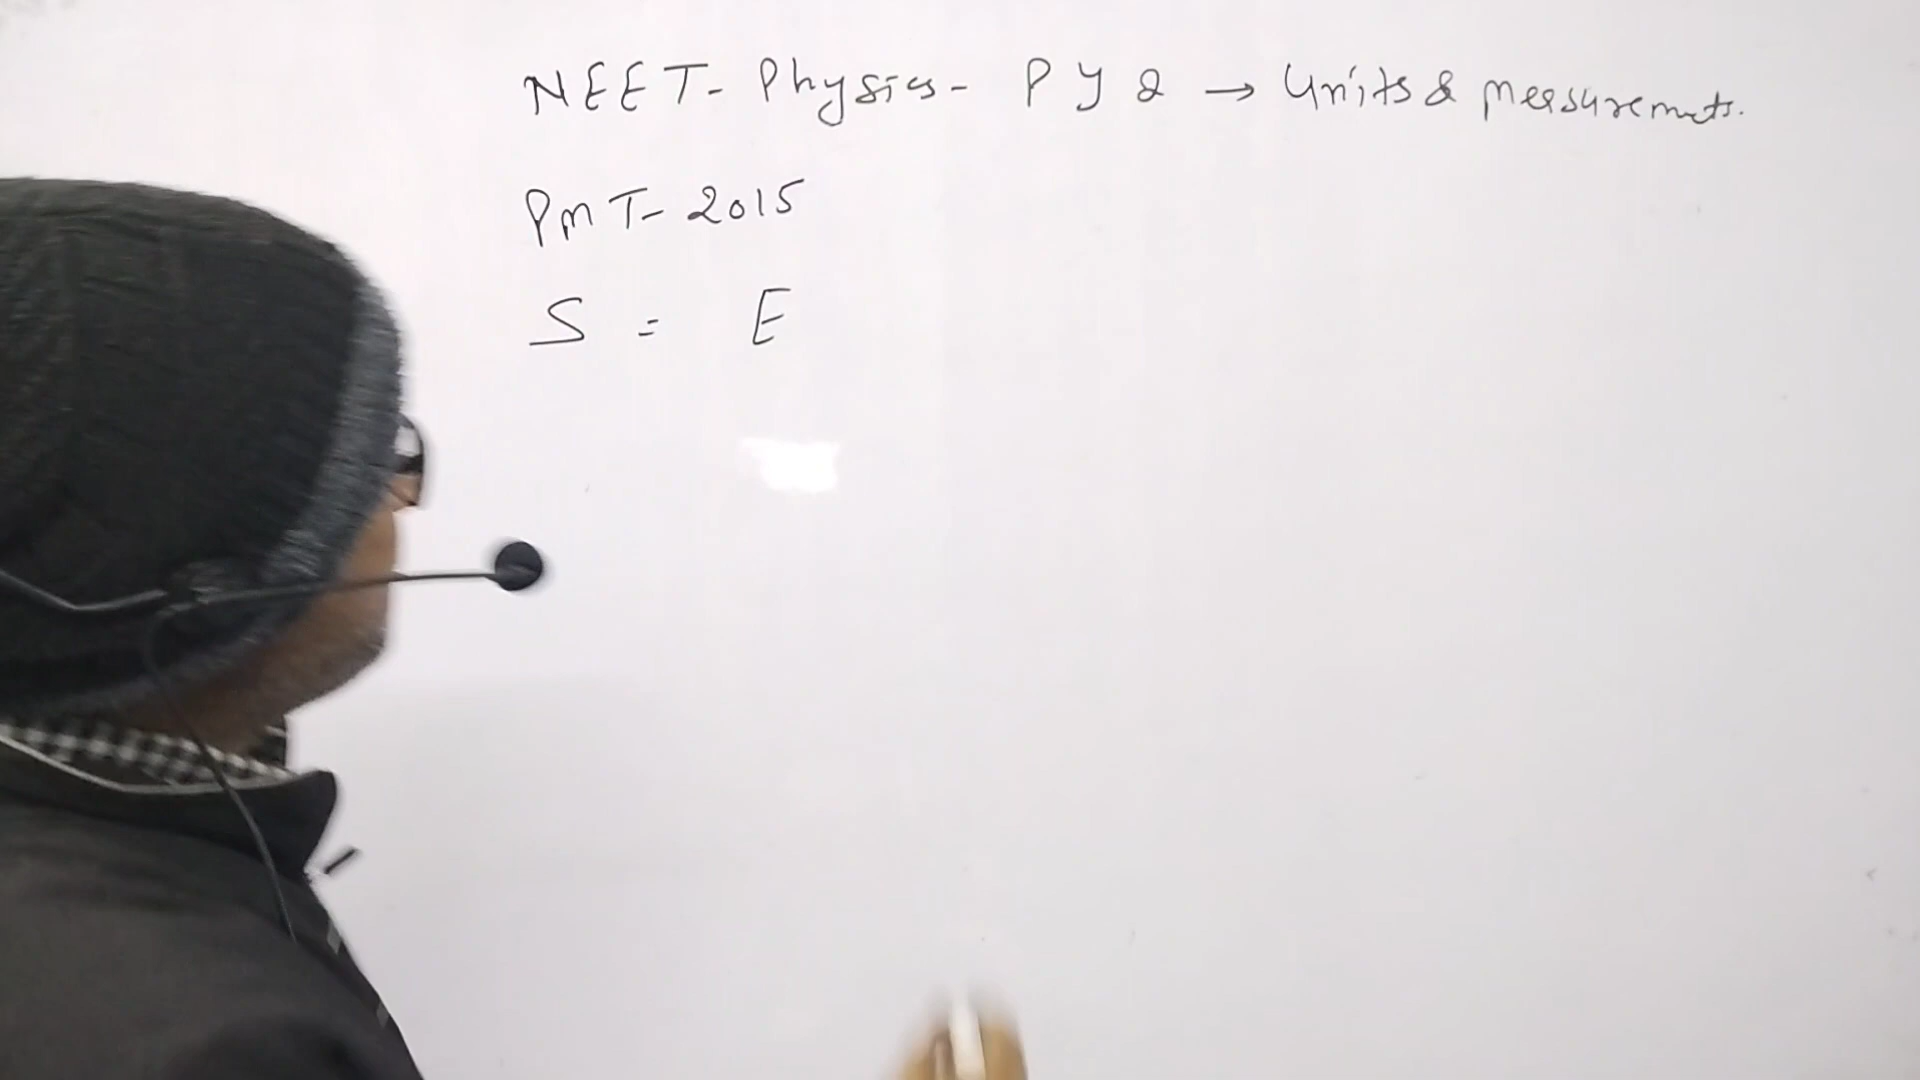 NEET- Physics- PYQ → Units & measurements.
PMT- 2015
S = E